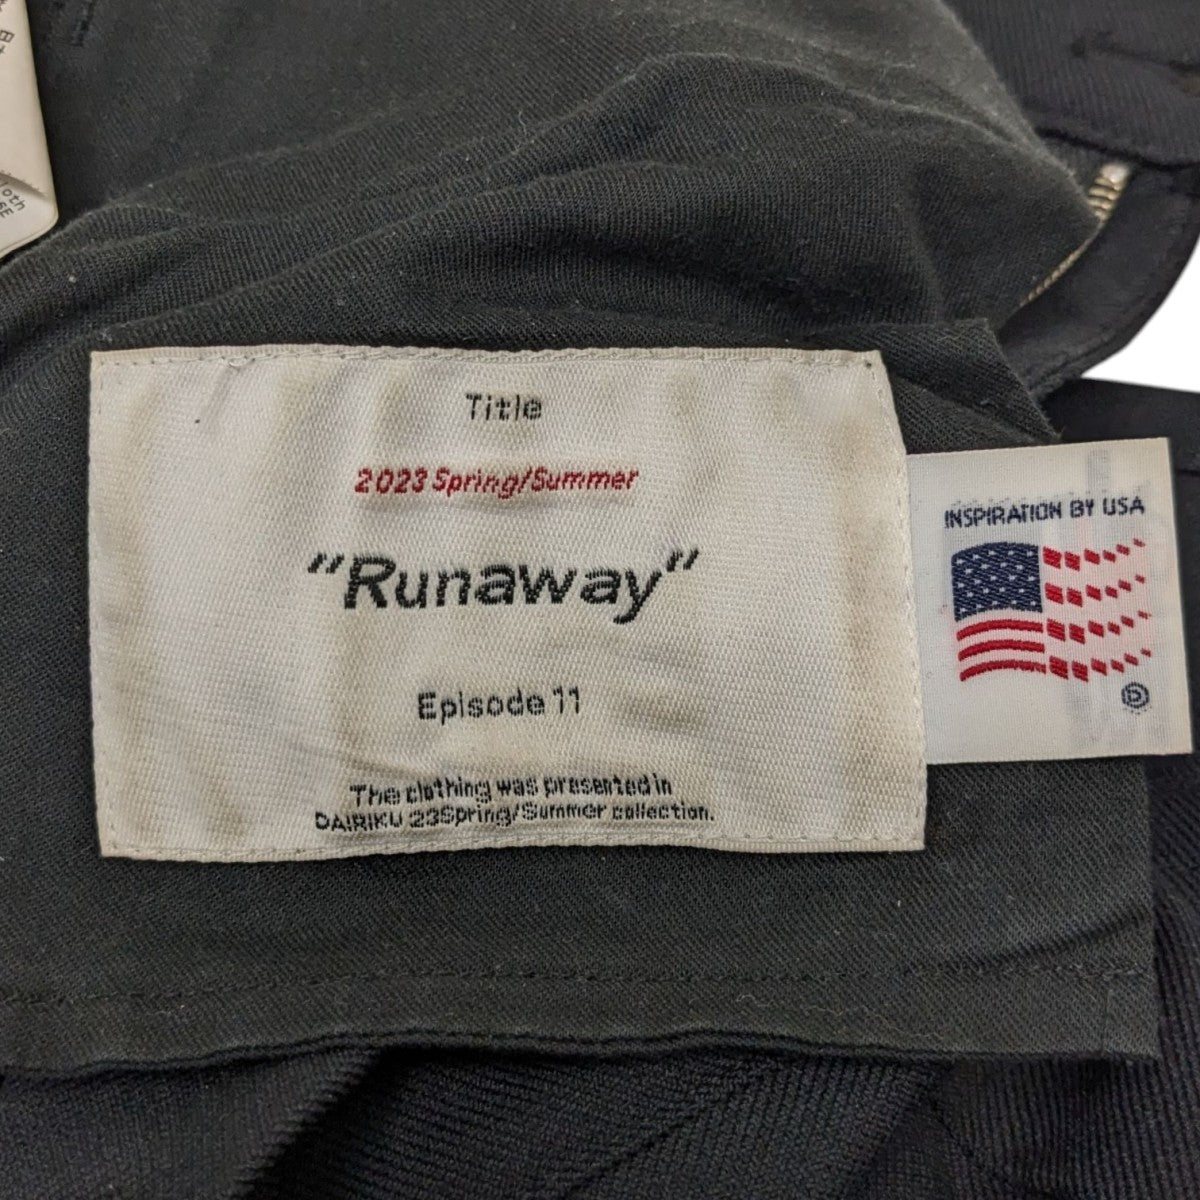 Title
2023 Spring/Summer
"Runaway"
Episode 11
The clothing was presented in
DAIRIKU 23Spring/Summer collection.
INSPIRATION BY USA
Ⓓ